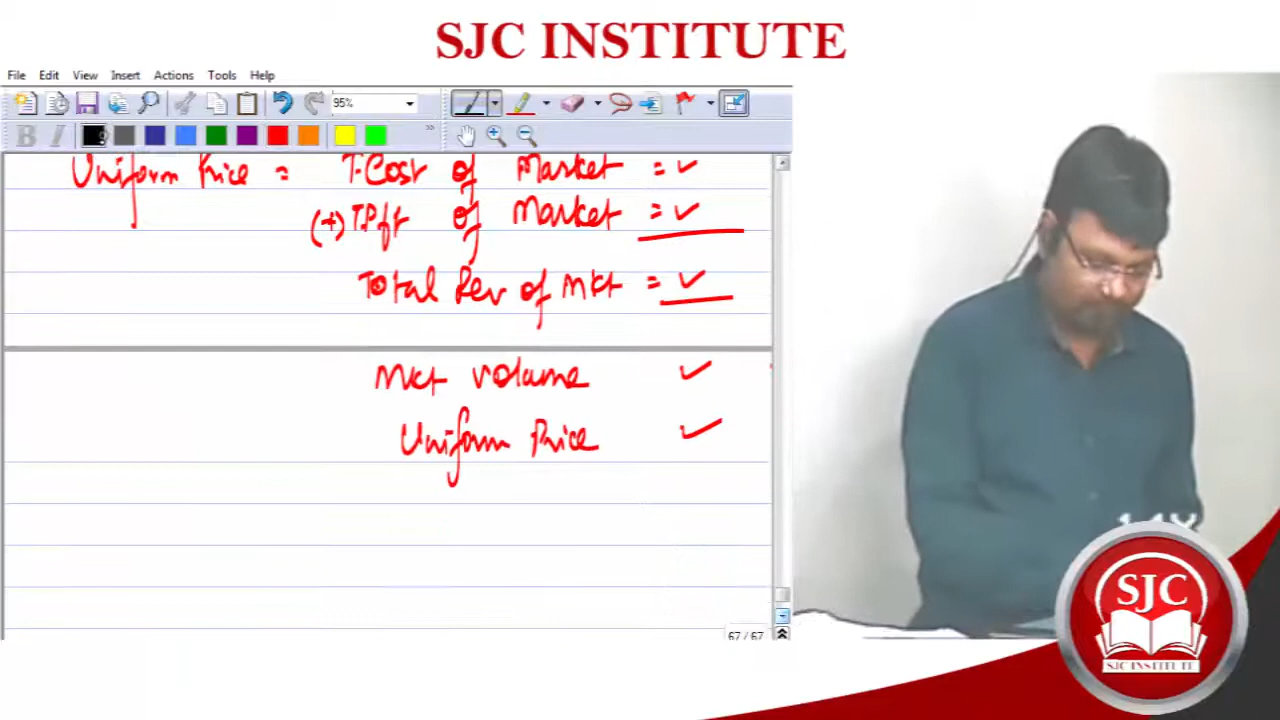 SJC INSTITUTE
File Edit View Insert Actions Tools Help
95%
B I
Uniform Price = T.Cost of Market = ✓
(+) T.Pft of Market = ✓
Total Rev of Mkt = ✓
Mkt volume ✓
Uniform Price ✓
67/67
SJC
SJC INSTITUTE